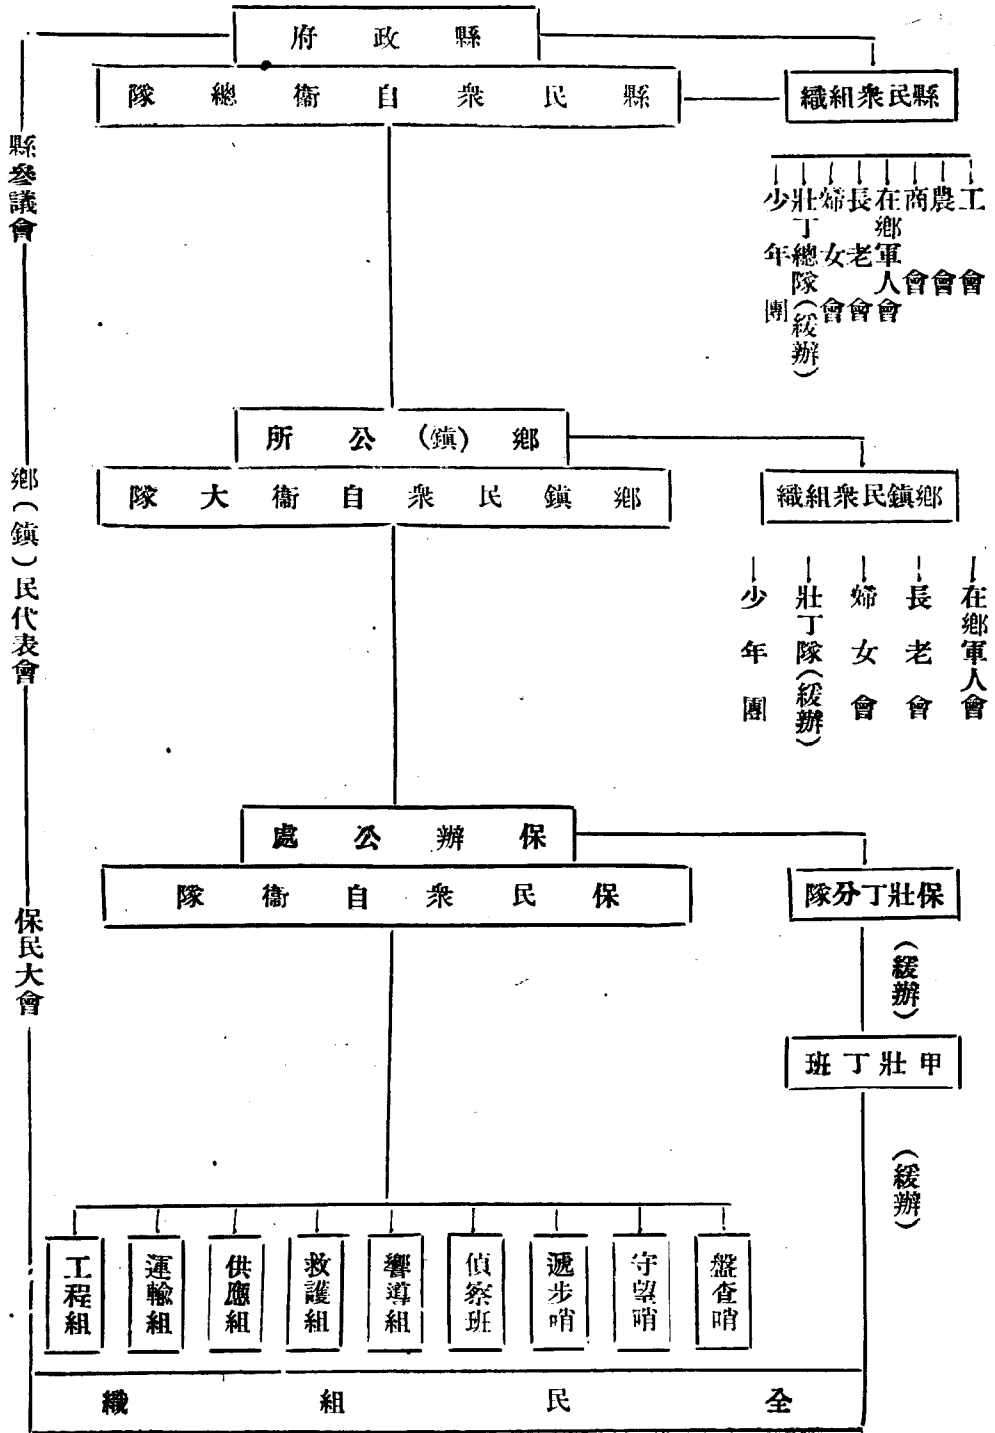 縣政府
縣民衆自衞總隊
縣民衆組織
工會
農會
商會
在鄉軍人會
長老會
婦女會
壯丁總隊(緩辦)
少年團
縣參議會
鄉(鎮)公所
鄉鎮民衆自衞大隊
鄉鎮民衆組織
在鄉軍人會
長老會
婦女會
壯丁隊(緩辦)
少年團
鄉(鎮)民代表會
保辦公處
保民衆自衞隊
保壯丁分隊
(緩辦)
甲壯丁班
(緩辦)
保民大會
盤查哨
守望哨
遞步哨
偵察班
響導組
救護組
供應組
運輸組
工程組
全民組織